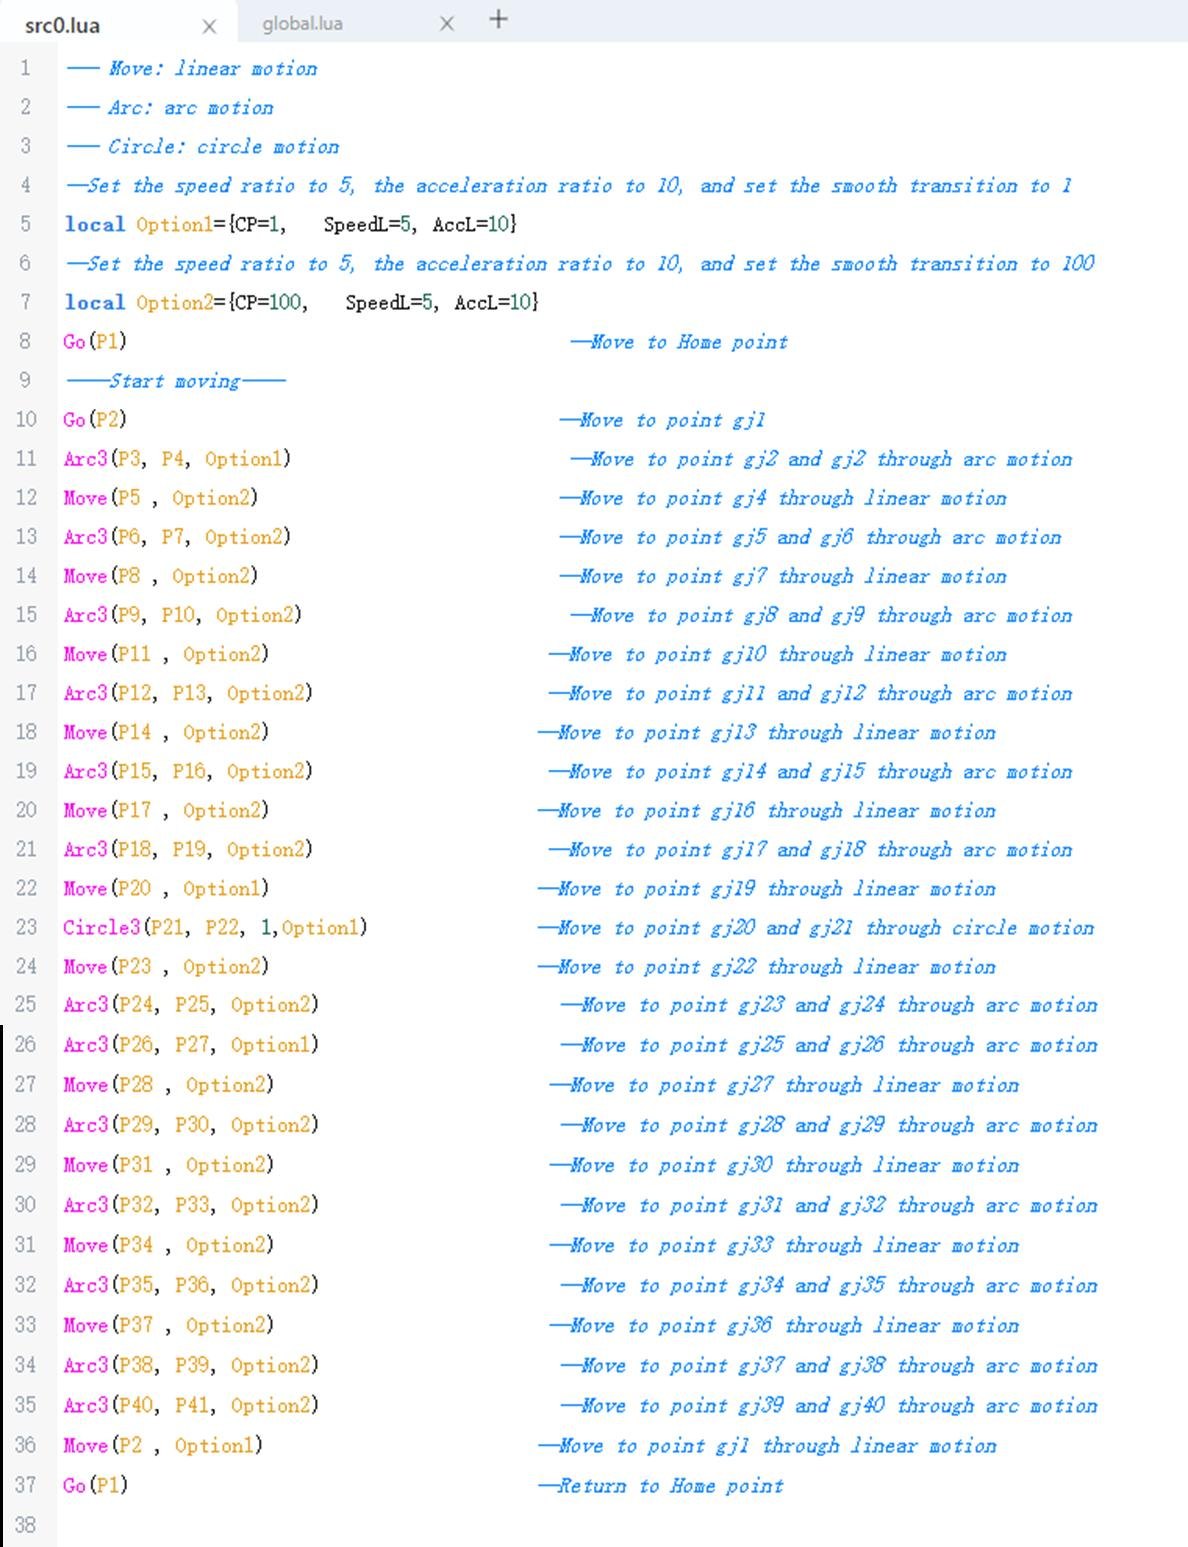 src0.lua × global.lua × +
1 -- Move: linear motion
2 -- Arc: arc motion
3 -- Circle: circle motion
4 --Set the speed ratio to 5, the acceleration ratio to 10, and set the smooth transition to 1
5 local Option1={CP=1, SpeedL=5, AccL=10}
6 --Set the speed ratio to 5, the acceleration ratio to 10, and set the smooth transition to 100
7 local Option2={CP=100, SpeedL=5, AccL=10}
8 Go(P1) --Move to Home point
9 ----Start moving----
10 Go(P2) --Move to point gj1
11 Arc3(P3, P4, Option1) --Move to point gj2 and gj2 through arc motion
12 Move(P5 , Option2) --Move to point gj4 through linear motion
13 Arc3(P6, P7, Option2) --Move to point gj5 and gj6 through arc motion
14 Move(P8 , Option2) --Move to point gj7 through linear motion
15 Arc3(P9, P10, Option2) --Move to point gj8 and gj9 through arc motion
16 Move(P11 , Option2) --Move to point gj10 through linear motion
17 Arc3(P12, P13, Option2) --Move to point gj11 and gj12 through arc motion
18 Move(P14 , Option2) --Move to point gj13 through linear motion
19 Arc3(P15, P16, Option2) --Move to point gj14 and gj15 through arc motion
20 Move(P17 , Option2) --Move to point gj16 through linear motion
21 Arc3(P18, P19, Option2) --Move to point gj17 and gj18 through arc motion
22 Move(P20 , Option1) --Move to point gj19 through linear motion
23 Circle3(P21, P22, 1,Option1) --Move to point gj20 and gj21 through circle motion
24 Move(P23 , Option2) --Move to point gj22 through linear motion
25 Arc3(P24, P25, Option2) --Move to point gj23 and gj24 through arc motion
26 Arc3(P26, P27, Option1) --Move to point gj25 and gj26 through arc motion
27 Move(P28 , Option2) --Move to point gj27 through linear motion
28 Arc3(P29, P30, Option2) --Move to point gj28 and gj29 through arc motion
29 Move(P31 , Option2) --Move to point gj30 through linear motion
30 Arc3(P32, P33, Option2) --Move to point gj31 and gj32 through arc motion
31 Move(P34 , Option2) --Move to point gj33 through linear motion
32 Arc3(P35, P36, Option2) --Move to point gj34 and gj35 through arc motion
33 Move(P37 , Option2) --Move to point gj36 through linear motion
34 Arc3(P38, P39, Option2) --Move to point gj37 and gj38 through arc motion
35 Arc3(P40, P41, Option2) --Move to point gj39 and gj40 through arc motion
36 Move(P2 , Option1) --Move to point gj1 through linear motion
37 Go(P1) --Return to Home point
38